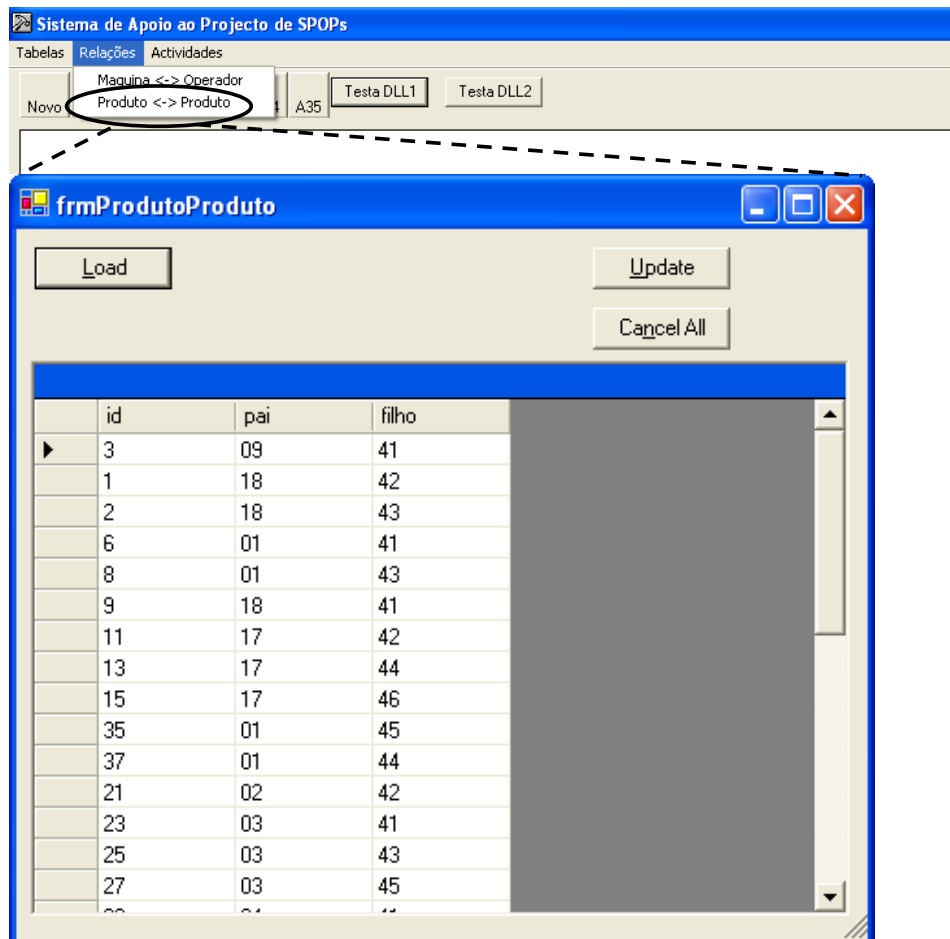 Sistema de Apoio ao Projecto de SPOPs
Tabelas Relações Actividades
Maquina <-> Operador
Produto <-> Produto
Novo A35 Testa DLL1 Testa DLL2
frmProdutoProduto
Load Update
Cancel All
id pai filho
3 09 41
1 18 42
2 18 43
6 01 41
8 01 43
9 18 41
11 17 42
13 17 44
15 17 46
35 01 45
37 01 44
21 02 42
23 03 41
25 03 43
27 03 45